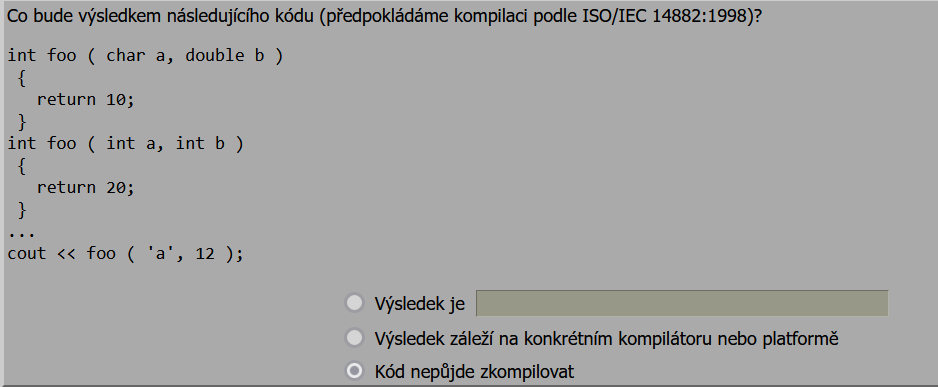 Co bude výsledkem následujícího kódu (předpokládáme kompilaci podle ISO/IEC 14882:1998)?
int foo ( char a, double b )
{
return 10;
}
int foo ( int a, int b )
{
return 20;
}
...
cout << foo ( 'a', 12 );
Výsledek je
Výsledek záleží na konkrétním kompilátoru nebo platformě
Kód nepůjde zkompilovat